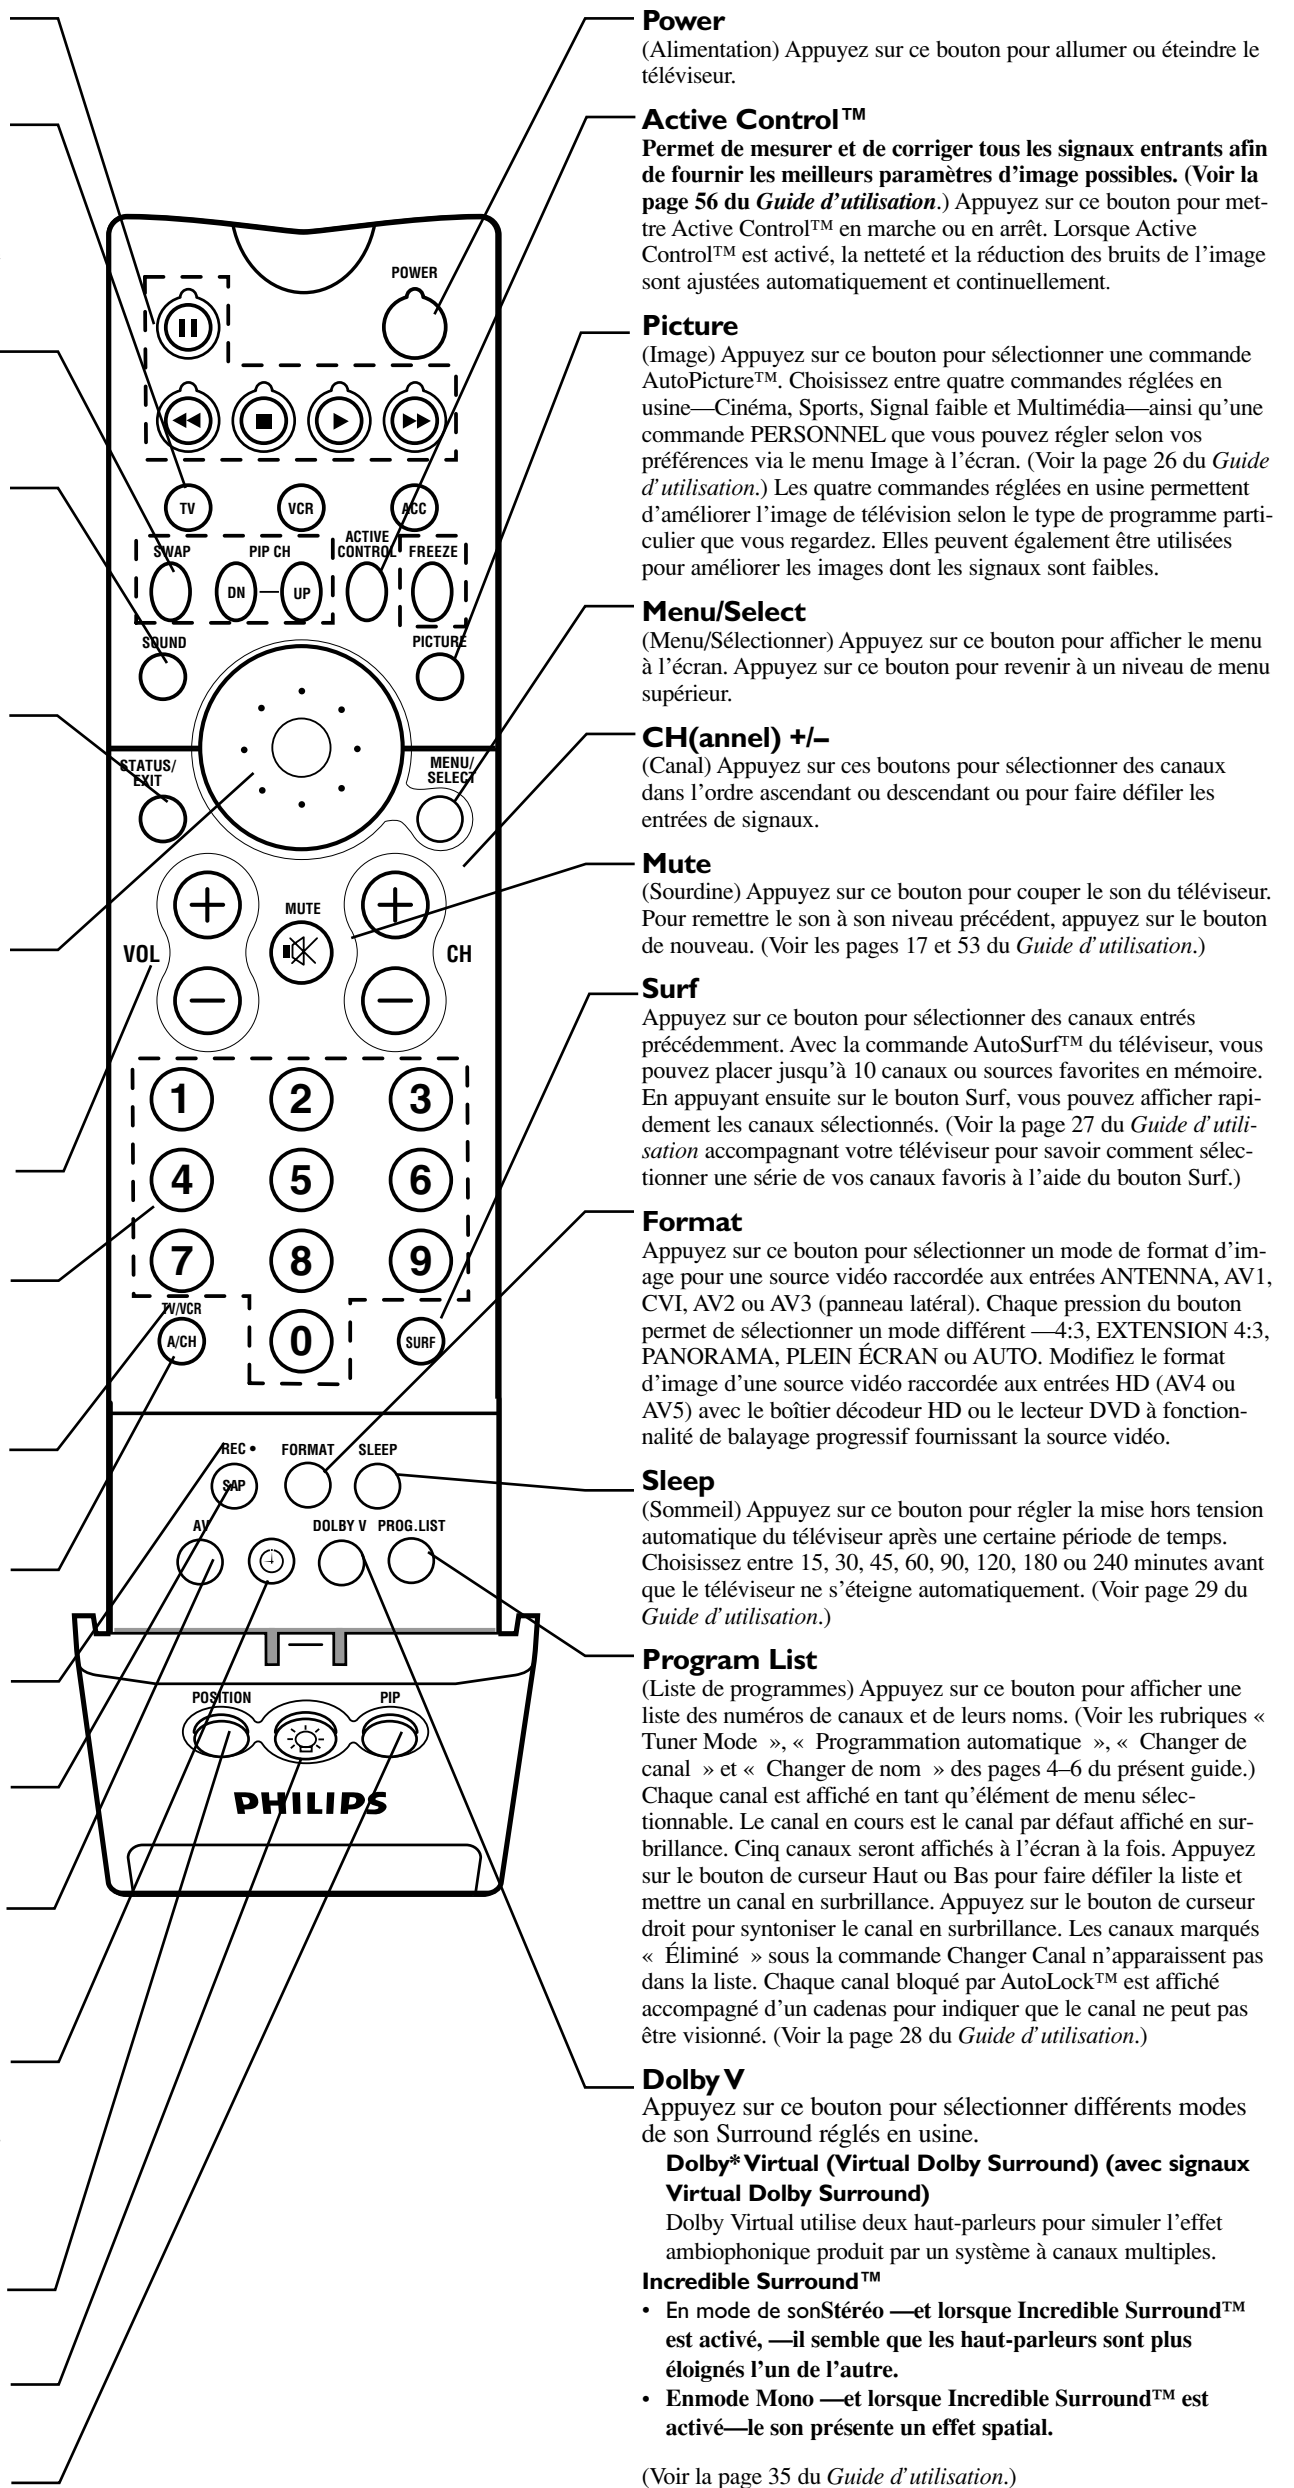 POWER
TV
VCR
ACC
SWAP
PIP CH
ACTIVE
CONTROL
FREEZE
DN
UP
SOUND
PICTURE
STATUS/
EXIT
MENU/
SELECT
MUTE
VOL
CH
1
2
3
4
5
6
7
8
9
TV/VCR
A/CH
0
SURF
REC •
FORMAT
SLEEP
SAP
AV
DOLBY V
PROG.LIST
POSITION
PIP
PHILIPS
Power
(Alimentation) Appuyez sur ce bouton pour allumer ou éteindre le
téléviseur.
Active Control™
Permet de mesurer et de corriger tous les signaux entrants afin
de fournir les meilleurs paramètres d'image possibles. (Voir la
page 56 du Guide d'utilisation.) Appuyez sur ce bouton pour met-
tre Active Control™ en marche ou en arrêt. Lorsque Active
Control™ est activé, la netteté et la réduction des bruits de l'image
sont ajustées automatiquement et continuellement.
Picture
(Image) Appuyez sur ce bouton pour sélectionner une commande
AutoPicture™. Choisissez entre quatre commandes réglées en
usine—Cinéma, Sports, Signal faible et Multimédia—ainsi qu'une
commande PERSONNEL que vous pouvez régler selon vos
préférences via le menu Image à l'écran. (Voir la page 26 du Guide
d'utilisation.) Les quatre commandes réglées en usine permettent
d'améliorer l'image de télévision selon le type de programme parti-
culier que vous regardez. Elles peuvent également être utilisées
pour améliorer les images dont les signaux sont faibles.
Menu/Select
(Menu/Sélectionner) Appuyez sur ce bouton pour afficher le menu
à l'écran. Appuyez sur ce bouton pour revenir à un niveau de menu
supérieur.
CH(annel) +/–
(Canal) Appuyez sur ces boutons pour sélectionner des canaux
dans l'ordre ascendant ou descendant ou pour faire défiler les
entrées de signaux.
Mute
(Sourdine) Appuyez sur ce bouton pour couper le son du téléviseur.
Pour remettre le son à son niveau précédent, appuyez sur le bouton
de nouveau. (Voir les pages 17 et 53 du Guide d'utilisation.)
Surf
Appuyez sur ce bouton pour sélectionner des canaux entrés
précédemment. Avec la commande AutoSurf™ du téléviseur, vous
pouvez placer jusqu'à 10 canaux ou sources favorites en mémoire.
En appuyant ensuite sur le bouton Surf, vous pouvez afficher rapi-
dement les canaux sélectionnés. (Voir la page 27 du Guide d'utili-
sation accompagnant votre téléviseur pour savoir comment sélec-
tionner une série de vos canaux favoris à l'aide du bouton Surf.)
Format
Appuyez sur ce bouton pour sélectionner un mode de format d'im-
age pour une source vidéo raccordée aux entrées ANTENNA, AV1,
CVI, AV2 ou AV3 (panneau latéral). Chaque pression du bouton
permet de sélectionner un mode différent —4:3, EXTENSION 4:3,
PANORAMA, PLEIN ÉCRAN ou AUTO. Modifiez le format
d'image d'une source vidéo raccordée aux entrées HD (AV4 ou
AV5) avec le boîtier décodeur HD ou le lecteur DVD à fonction-
nalité de balayage progressif fournissant la source vidéo.
Sleep
(Sommeil) Appuyez sur ce bouton pour régler la mise hors tension
automatique du téléviseur après une certaine période de temps.
Choisissez entre 15, 30, 45, 60, 90, 120, 180 ou 240 minutes avant
que le téléviseur ne s'éteigne automatiquement. (Voir page 29 du
Guide d'utilisation.)
Program List
(Liste de programmes) Appuyez sur ce bouton pour afficher une
liste des numéros de canaux et de leurs noms. (Voir les rubriques «
Tuner Mode », « Programmation automatique », « Changer de
canal » et « Changer de nom » des pages 4–6 du présent guide.)
Chaque canal est affiché en tant qu'élément de menu sélec-
tionnable. Le canal en cours est le canal par défaut affiché en sur-
brillance. Cinq canaux seront affichés à l'écran à la fois. Appuyez
sur le bouton de curseur Haut ou Bas pour faire défiler la liste et
mettre un canal en surbrillance. Appuyez sur le bouton de curseur
droit pour syntoniser le canal en surbrillance. Les canaux marqués
« Éliminé » sous la commande Changer Canal n'apparaissent pas
dans la liste. Chaque canal bloqué par AutoLock™ est affiché
accompagné d'un cadenas pour indiquer que le canal ne peut pas
être visionné. (Voir la page 28 du Guide d'utilisation.)
Dolby V
Appuyez sur ce bouton pour sélectionner différents modes
de son Surround réglés en usine.
Dolby* Virtual (Virtual Dolby Surround) (avec signaux
Virtual Dolby Surround)
Dolby Virtual utilise deux haut-parleurs pour simuler l'effet
ambiophonique produit par un système à canaux multiples.
Incredible Surround™
• En mode de sonStéréo —et lorsque Incredible Surround™
est activé, —il semble que les haut-parleurs sont plus
éloignés l'un de l'autre.
• Enmode Mono —et lorsque Incredible Surround™ est
activé—le son présente un effet spatial.
(Voir la page 35 du Guide d'utilisation.)